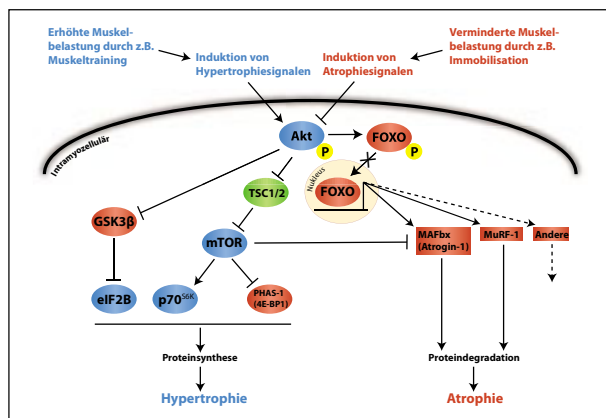 Erhöhte Muskel-
belastung durch z.B.
Muskeltraining
Induktion von
Hypertrophiesignalen
Induktion von
Atrophiesignalen
Verminderte Muskel-
belastung durch z.B.
Immobilisation
Intramyozellulär
Akt
P
FOXO
P
Nukleus
FOXO
TSC1/2
GSK3β
mTOR
MAFbx
(Atrogin-1)
MuRF-1
Andere
eIF2B
p70S6K
PHAS-1
(4E-BP1)
Proteinsynthese
Proteindegradation
Hypertrophie
Atrophie